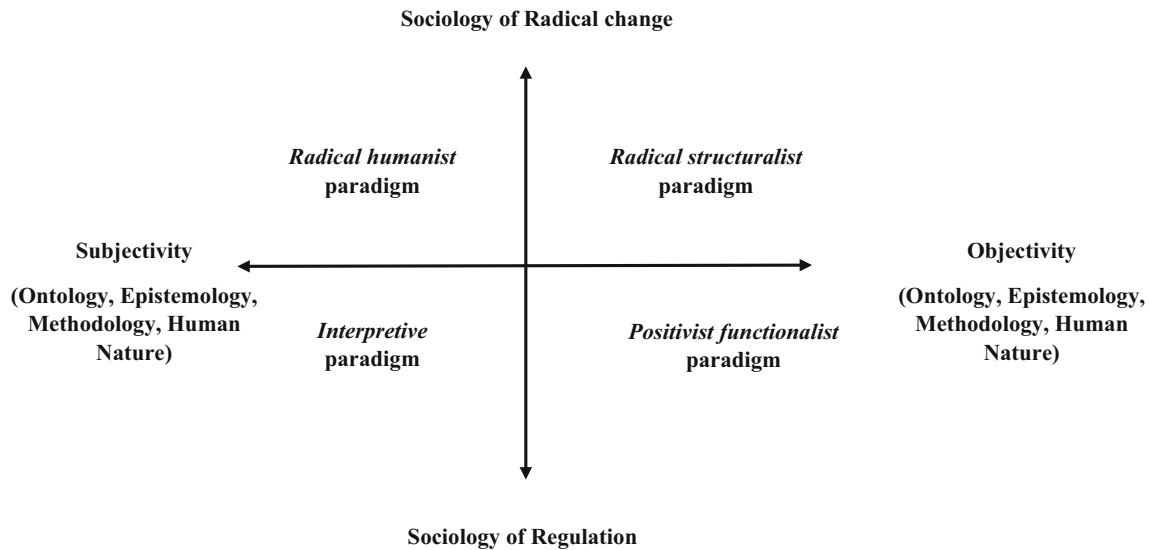 Sociology of Radical change
Radical humanist
paradigm
Radical structuralist
paradigm
Subjectivity
(Ontology, Epistemology,
Methodology, Human
Nature)
Objectivity
(Ontology, Epistemology,
Methodology, Human
Nature)
Interpretive
paradigm
Positivist functionalist
paradigm
Sociology of Regulation